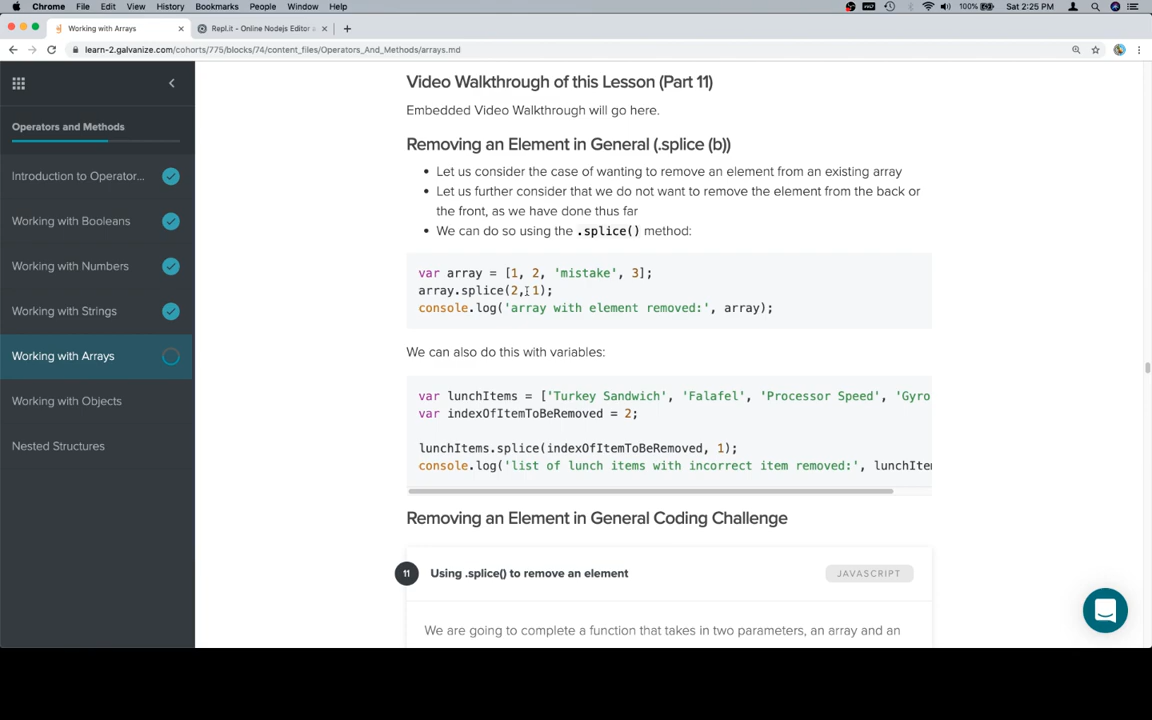 Chrome File Edit View History Bookmarks People Window Help 100% Sat 2:25 PM
Working with Arrays
Repl.it - Online Nodejs Editor
learn-2.galvanize.com/cohorts/775/blocks/74/content_files/Operators_And_Methods/arrays.md
Operators and Methods
Introduction to Operator...
Working with Booleans
Working with Numbers
Working with Strings
Working with Arrays
Working with Objects
Nested Structures
Video Walkthrough of this Lesson (Part 11)
Embedded Video Walkthrough will go here.
Removing an Element in General (.splice (b))
Let us consider the case of wanting to remove an element from an existing array
Let us further consider that we do not want to remove the element from the back or
the front, as we have done thus far
We can do so using the .splice() method:
var array = [1, 2, 'mistake', 3];
array.splice(2, 1);
console.log('array with element removed:', array);
We can also do this with variables:
var lunchItems = ['Turkey Sandwich', 'Falafel', 'Processor Speed', 'Gyro
var indexOfItemToBeRemoved = 2;
lunchItems.splice(indexOfItemToBeRemoved, 1);
console.log('list of lunch items with incorrect item removed:', lunchIte
Removing an Element in General Coding Challenge
11 Using .splice() to remove an element JAVASCRIPT
We are going to complete a function that takes in two parameters, an array and an